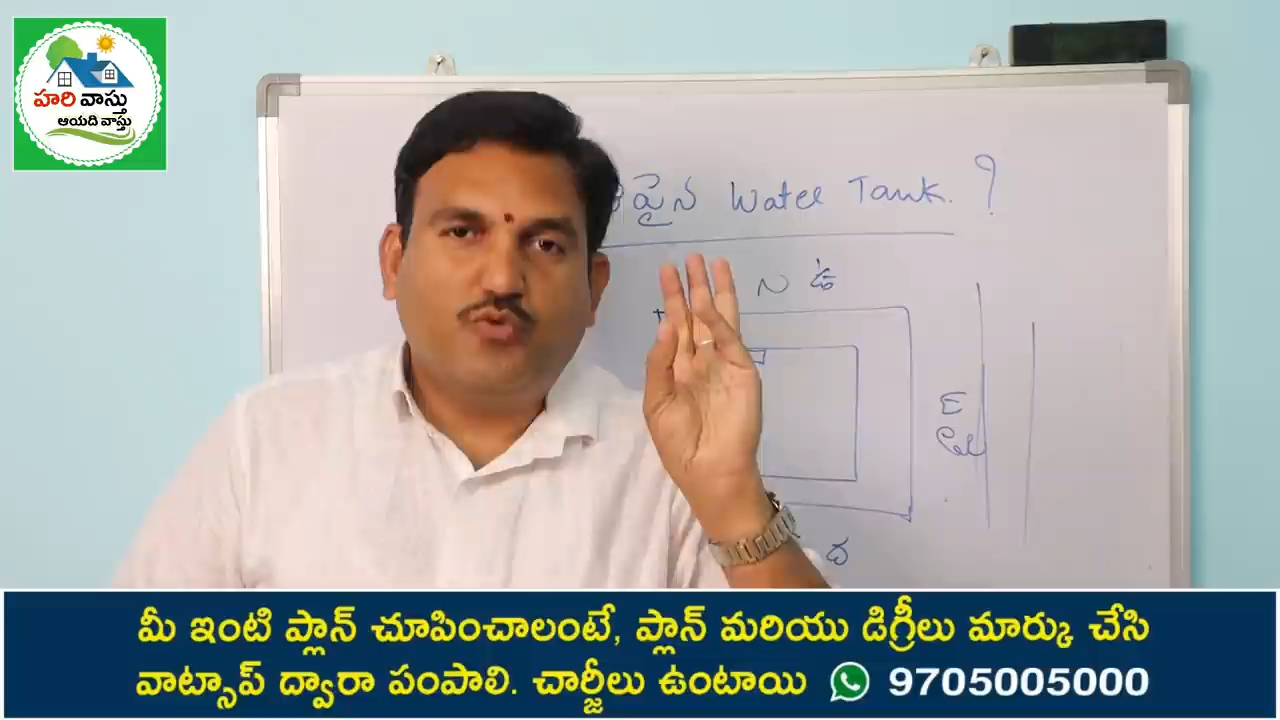 హరి వాస్తు
ఆయది వాస్తు
పైన Water Tank. ?
N ఉ
E
తూ
ద
మీ ఇంటి ప్లాన్ చూపించాలంటే, ప్లాన్ మరియు డిగ్రీలు మార్కు చేసి
వాట్సాప్ ద్వారా పంపాలి. చార్జీలు ఉంటాయి 9705005000